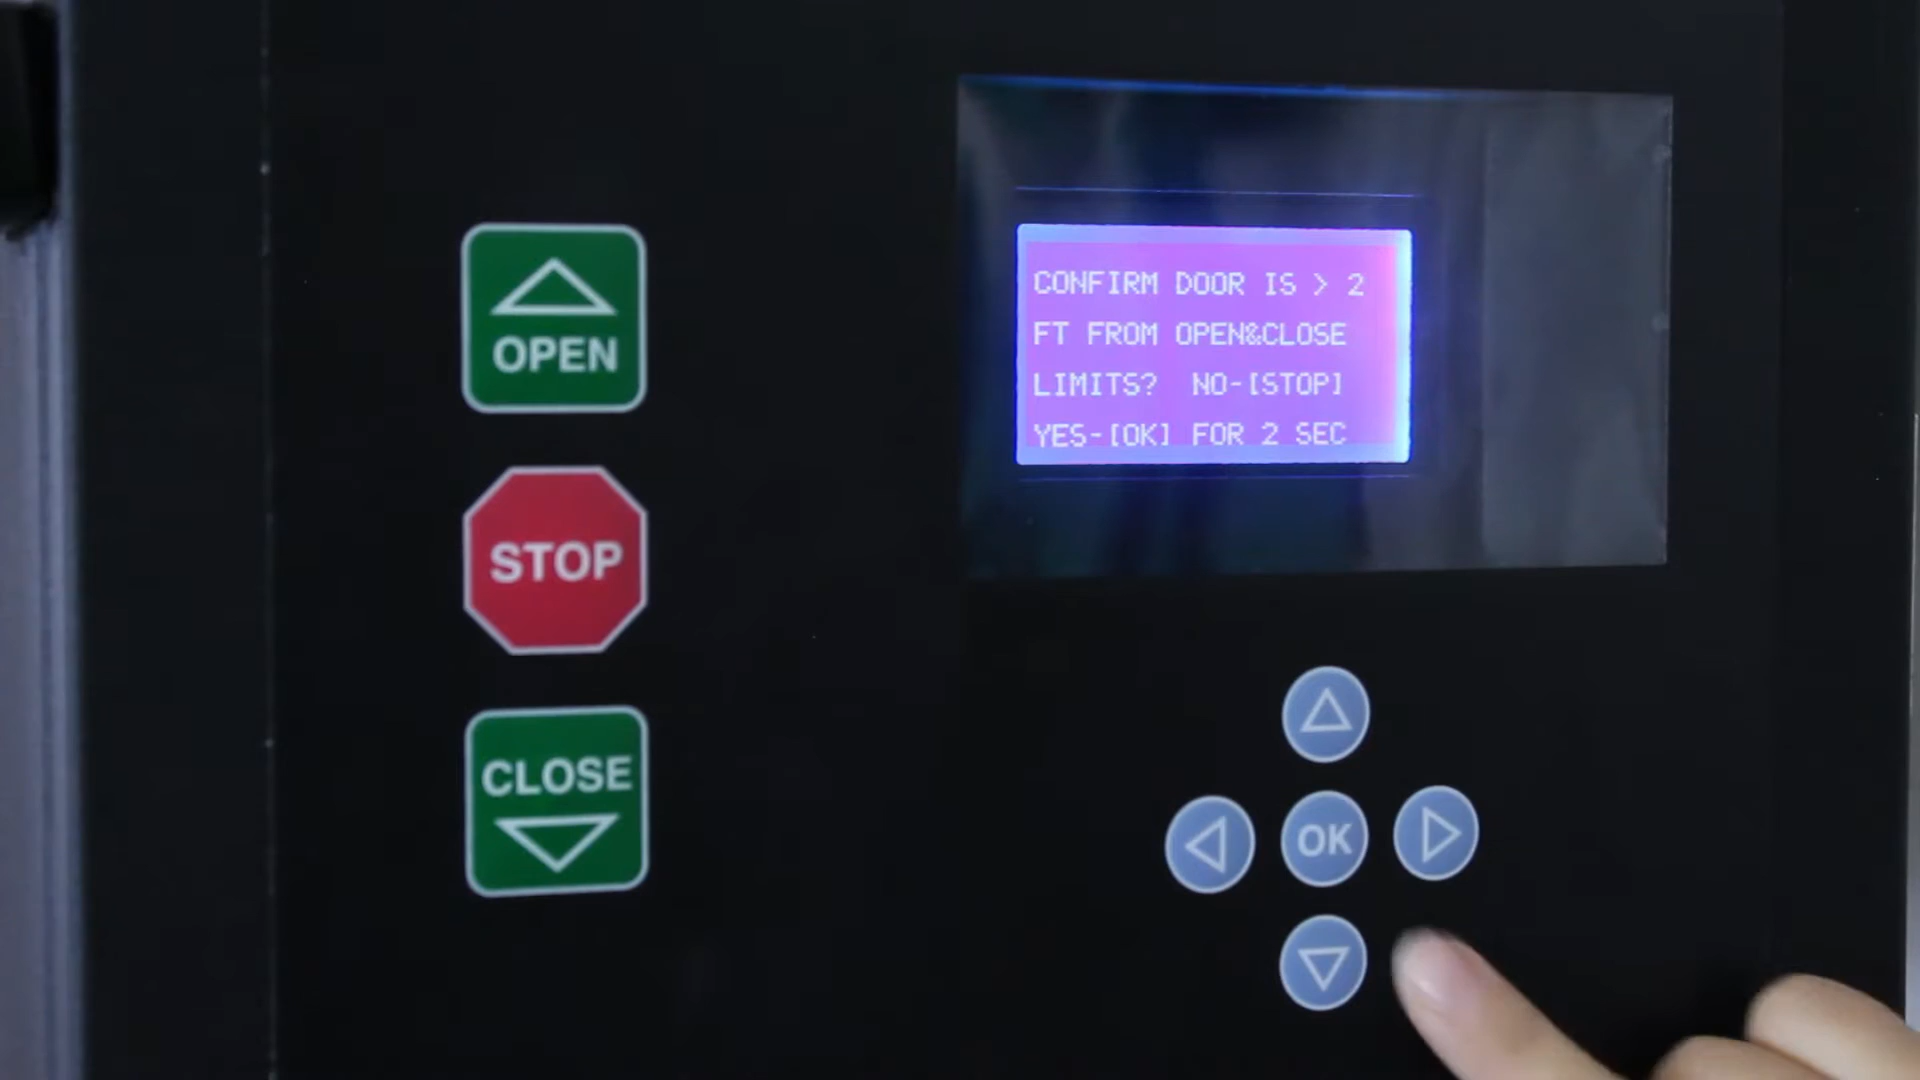 OPEN
STOP
CLOSE
CONFIRM DOOR IS > 2
FT FROM OPEN&CLOSE
LIMITS? NO-[STOP]
YES-[OK] FOR 2 SEC
OK